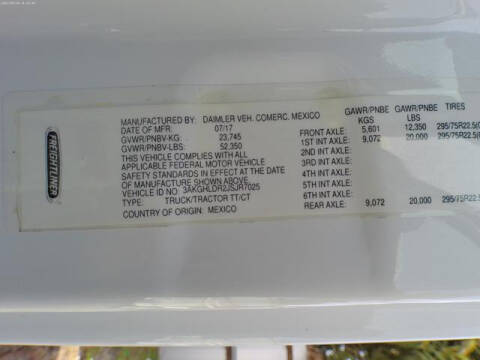 FREIGHTLINER
MANUFACTURED BY: DAIMLER VEH. COMERC. MEXICO
DATE OF MFR: 07/17
GVWR/PNBV-KG: 23,745
GVWR/PNBV-LBS: 52,350
THIS VEHICLE COMPLIES WITH ALL
APPLICABLE FEDERAL MOTOR VEHICLE
SAFETY STANDARDS IN EFFECT AT THE DATE
OF MANUFACTURE SHOWN ABOVE.
VEHICLE ID NO: 3AKGHLDR2JSJR7025
TYPE: TRUCK/TRACTOR TT/CT
COUNTRY OF ORIGIN: MEXICO
GAWR/PNBE GAWR/PNBE TIRES
KGS LBS
FRONT AXLE: 5,601 12,350 295/75R22.5(
1ST INT AXLE: 9,072 20,000 295/75R22.5(
2ND INT AXLE:
3RD INT AXLE:
4TH INT AXLE:
5TH INT AXLE:
6TH INT AXLE:
REAR AXLE: 9,072 20,000 295/75R22.5